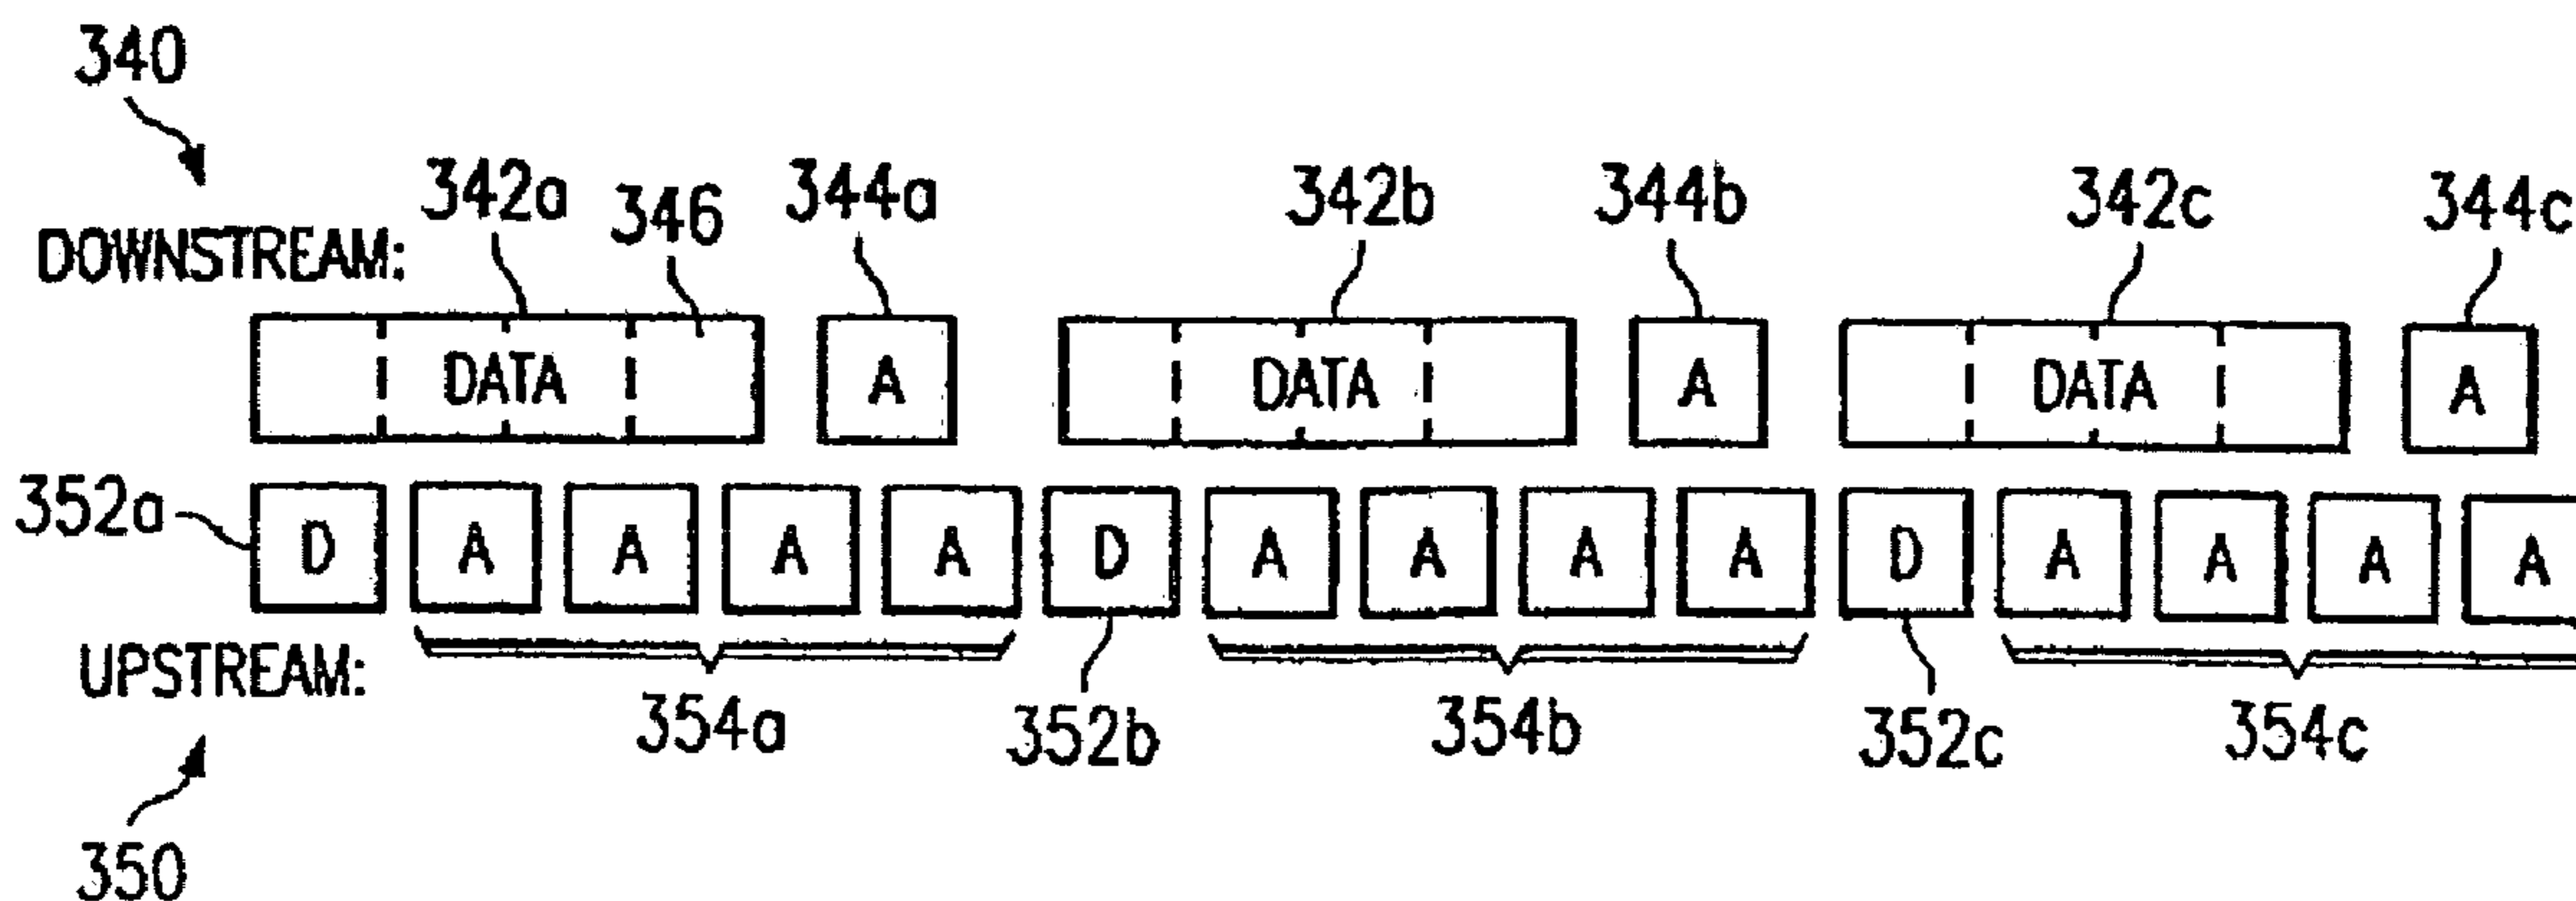 340
342a 346 344a 342b 344b 342c 344c
DOWNSTREAM:
DATA A DATA A DATA A
352a D A A A A D A A A A D A A A A
UPSTREAM:
354a 352b 354b 352c 354c
350